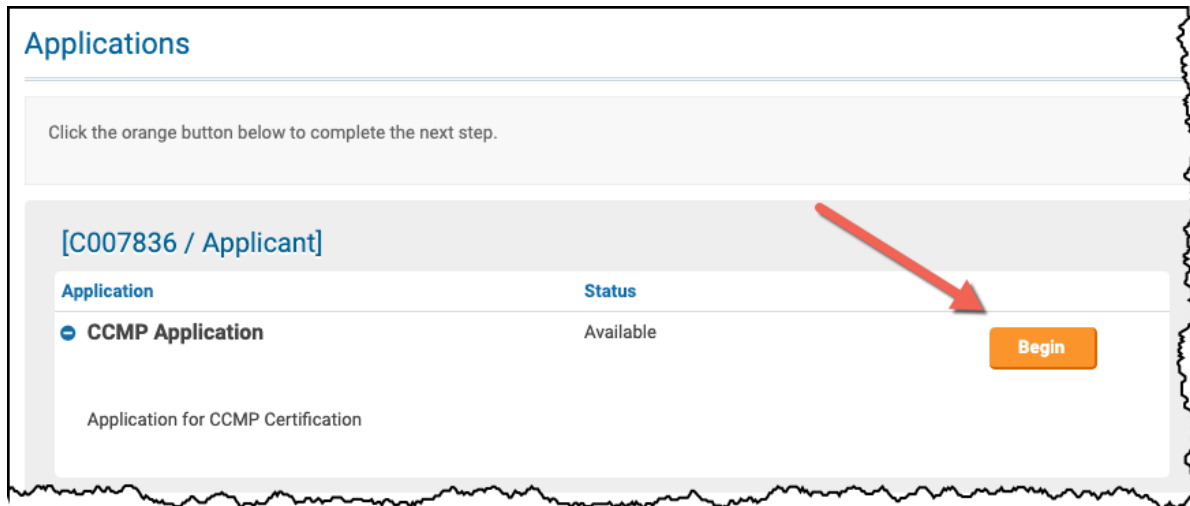 Applications
Click the orange button below to complete the next step.
[C007836 / Applicant]
Application Status
CCMP Application Available Begin
Application for CCMP Certification